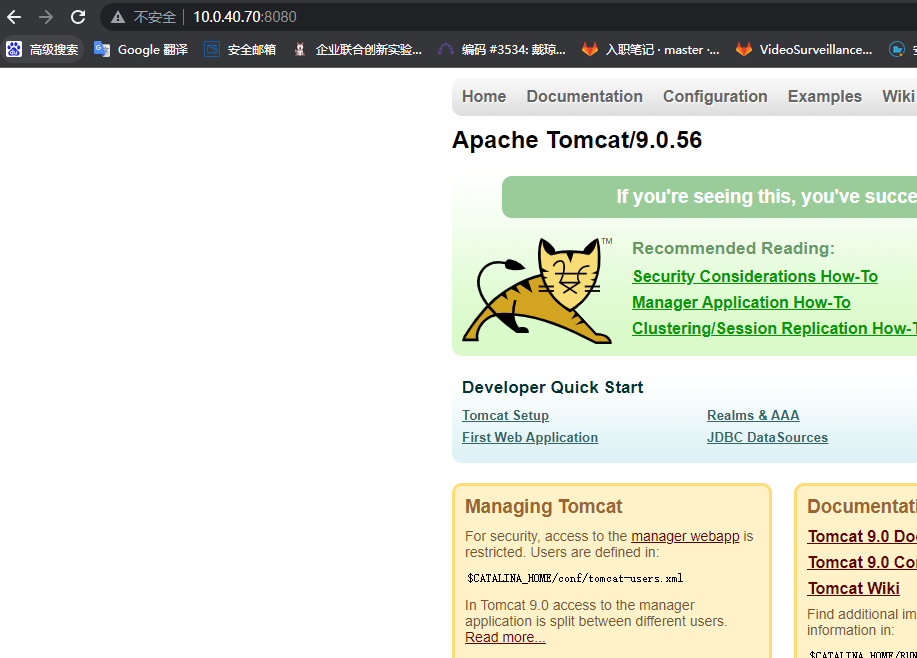 不安全 10.0.40.70:8080
高级搜索 Google 翻译 安全邮箱 企业联合创新实验... 编码 #3534: 戴琼... 入职笔记 · master ·... VideoSurveillance...
Home Documentation Configuration Examples Wiki
Apache Tomcat/9.0.56
If you're seeing this, you've succe
TM
Recommended Reading:
Security Considerations How-To
Manager Application How-To
Clustering/Session Replication How-T
Developer Quick Start
Tomcat Setup
First Web Application
Realms & AAA
JDBC DataSources
Managing Tomcat
For security, access to the manager webapp is
restricted. Users are defined in:
$CATALINA_HOME/conf/tomcat-users.xml
In Tomcat 9.0 access to the manager
application is split between different users.
Read more...
Documentati
Tomcat 9.0 Do
Tomcat 9.0 Co
Tomcat Wiki
Find additional im
information in:
$CATALINA_HOME/RUN